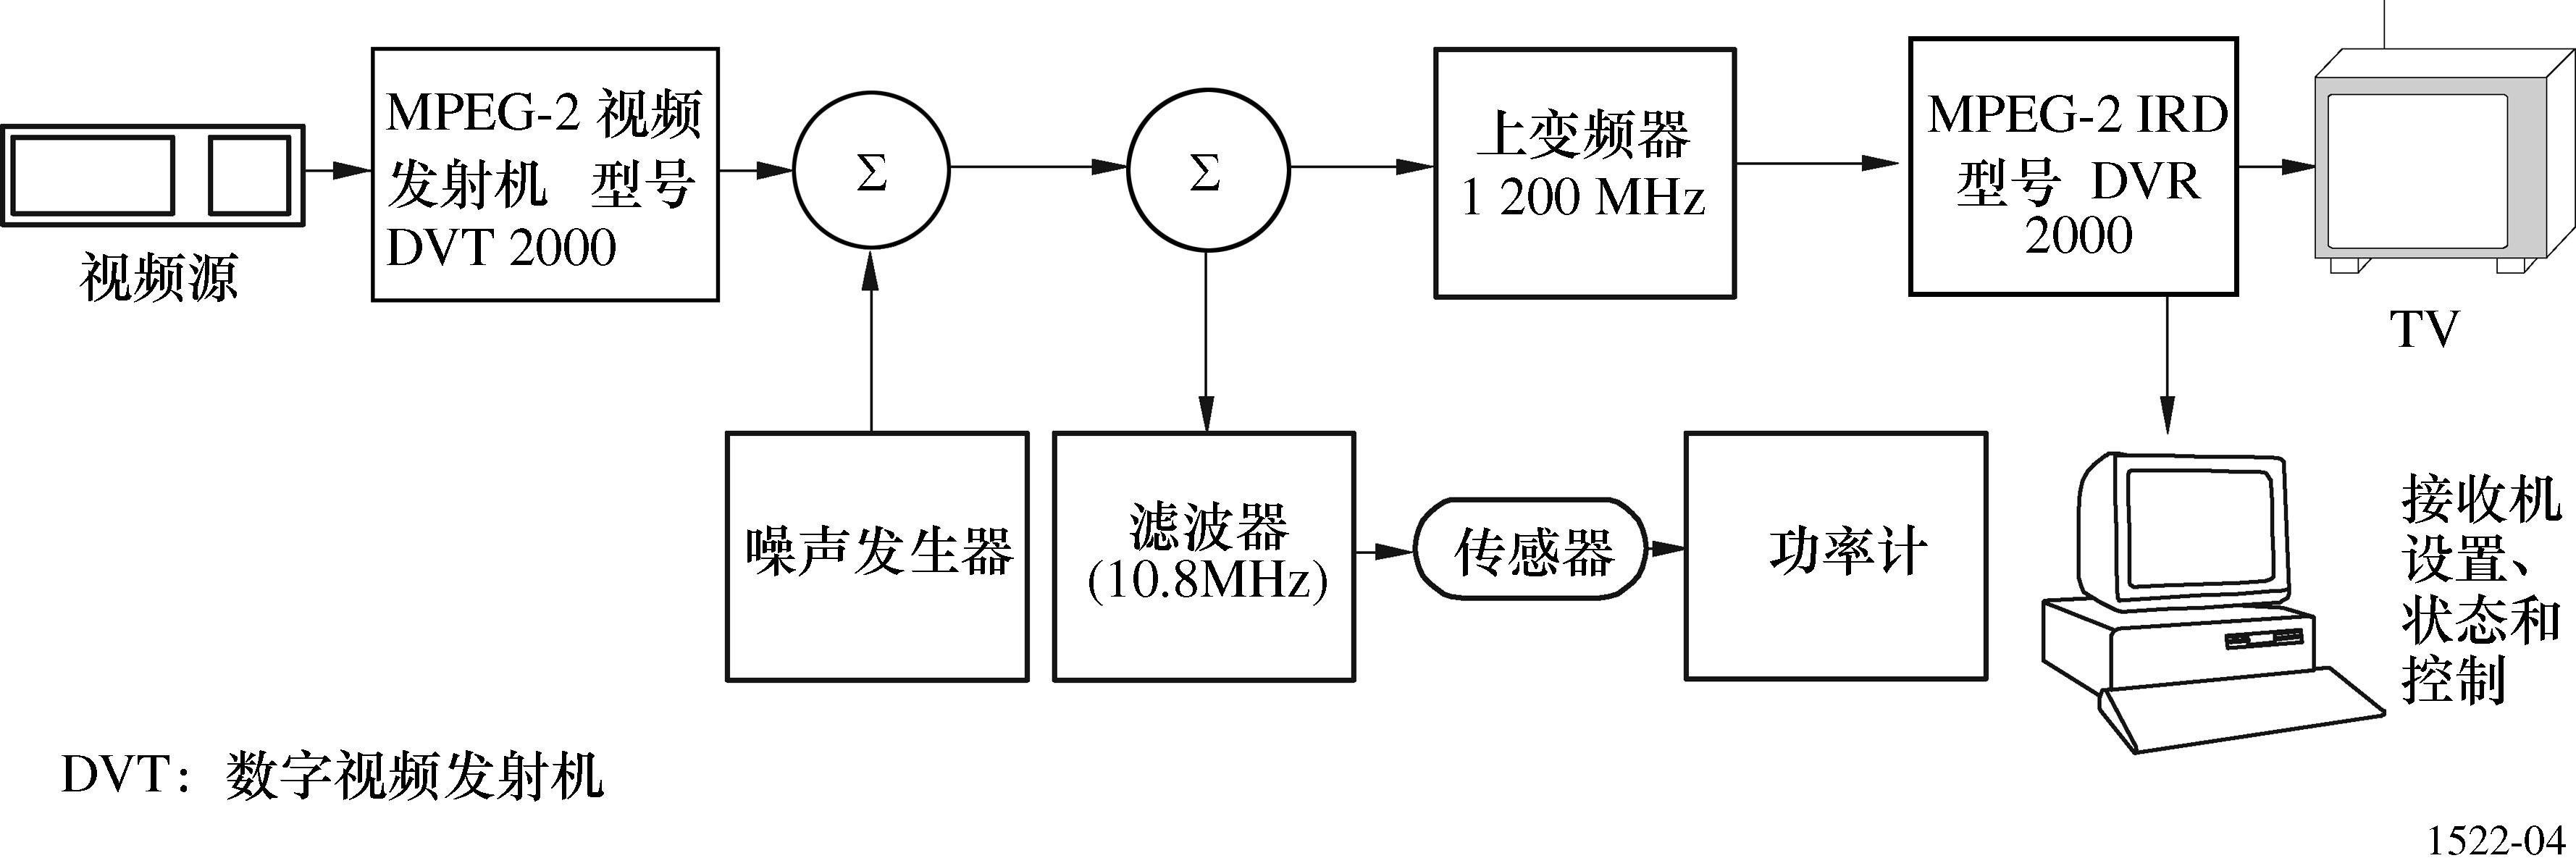 视频源
MPEG-2 视频
发射机 型号
DVT 2000
Σ
Σ
上变频器
1 200 MHz
MPEG-2 IRD
型号 DVR
2000
TV
噪声发生器
滤波器
(10.8MHz)
传感器
功率计
接收机
设置、
状态和
控制
DVT：数字视频发射机
1522-04